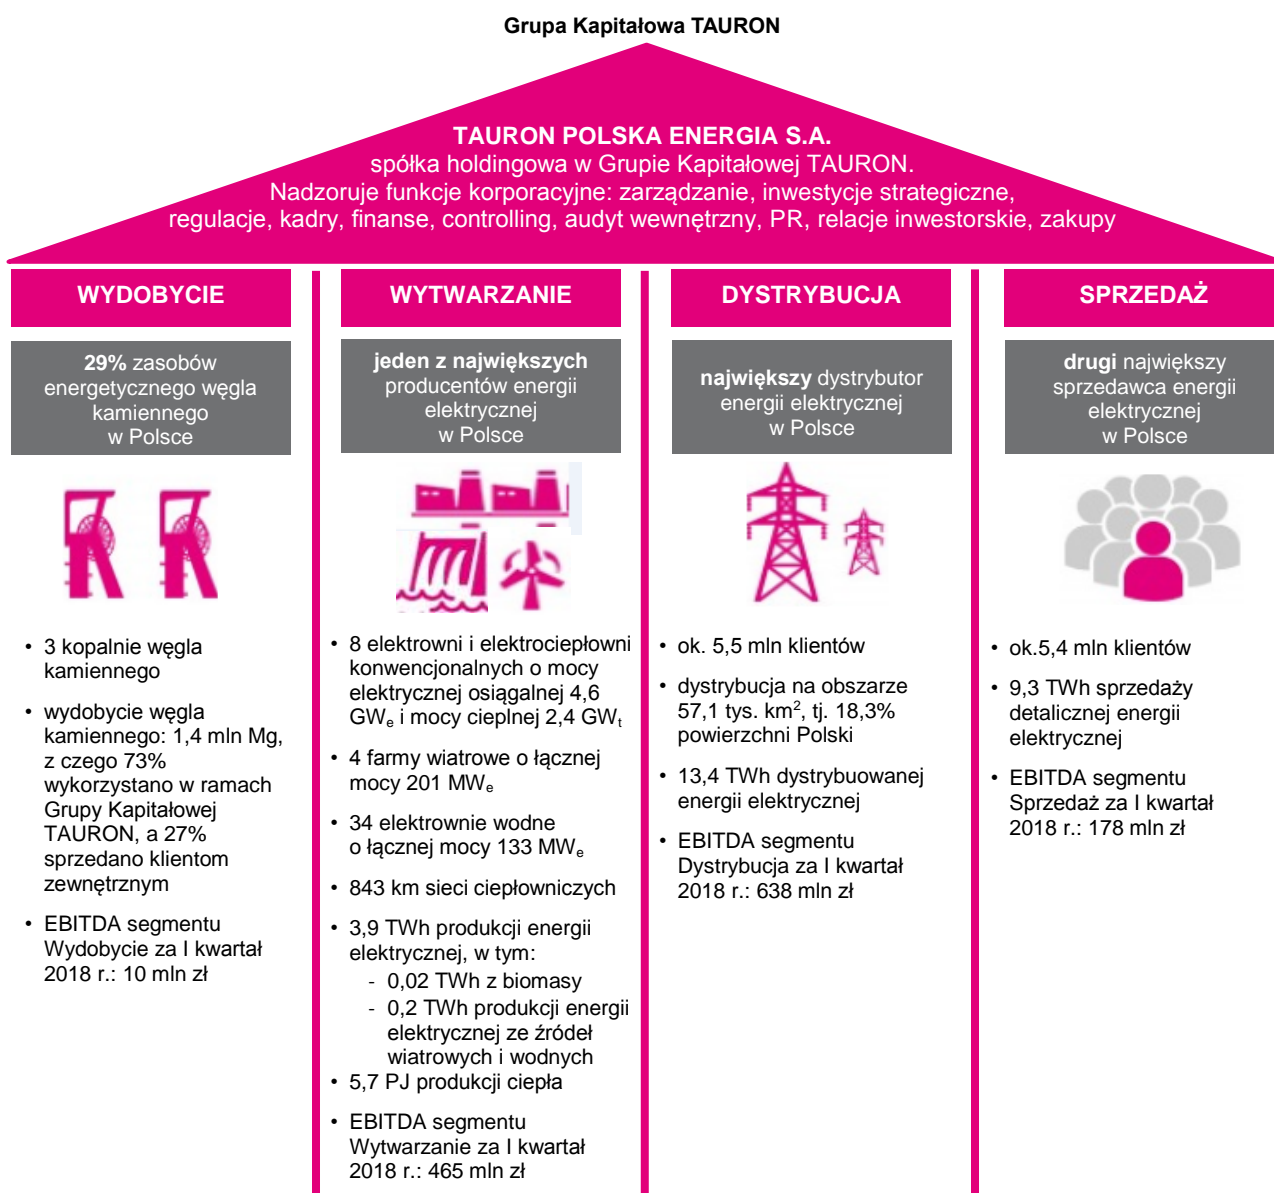 Grupa Kapitałowa TAURON
TAURON POLSKA ENERGIA S.A.
spółka holdingowa w Grupie Kapitałowej TAURON.
Nadzoruje funkcje korporacyjne: zarządzanie, inwestycje strategiczne,
regulacje, kadry, finanse, controlling, audyt wewnętrzny, PR, relacje inwestorskie, zakupy
WYDOBYCIE
29% zasobów
energetycznego węgla
kamiennego
w Polsce
• 3 kopalnie węgla
kamiennego
• wydobycie węgla
kamiennego: 1,4 mln Mg,
z czego 73%
wykorzystano w ramach
Grupy Kapitałowej
TAURON, a 27%
sprzedano klientom
zewnętrznym
• EBITDA segmentu
Wydobycie za I kwartał
2018 r.: 10 mln zł
WYTWARZANIE
jeden z największych
producentów energii
elektrycznej
w Polsce
• 8 elektrowni i elektrociepłowni
konwencjonalnych o mocy
elektrycznej osiągalnej 4,6
GWₑ i mocy cieplnej 2,4 GWₜ
• 4 farmy wiatrowe o łącznej
mocy 201 MWₑ
• 34 elektrownie wodne
o łącznej mocy 133 MWₑ
• 843 km sieci ciepłowniczych
• 3,9 TWh produkcji energii
elektrycznej, w tym:
- 0,02 TWh z biomasy
- 0,2 TWh produkcji energii
elektrycznej ze źródeł
wiatrowych i wodnych
• 5,7 PJ produkcji ciepła
• EBITDA segmentu
Wytwarzanie za I kwartał
2018 r.: 465 mln zł
DYSTRYBUCJA
największy dystrybutor
energii elektrycznej
w Polsce
• ok. 5,5 mln klientów
• dystrybucja na obszarze
57,1 tys. km², tj. 18,3%
powierzchni Polski
• 13,4 TWh dystrybuowanej
energii elektrycznej
• EBITDA segmentu
Dystrybucja za I kwartał
2018 r.: 638 mln zł
SPRZEDAŻ
drugi największy
sprzedawca energii
elektrycznej
w Polsce
• ok.5,4 mln klientów
• 9,3 TWh sprzedaży
detalicznej energii
elektrycznej
• EBITDA segmentu
Sprzedaż za I kwartał
2018 r.: 178 mln zł